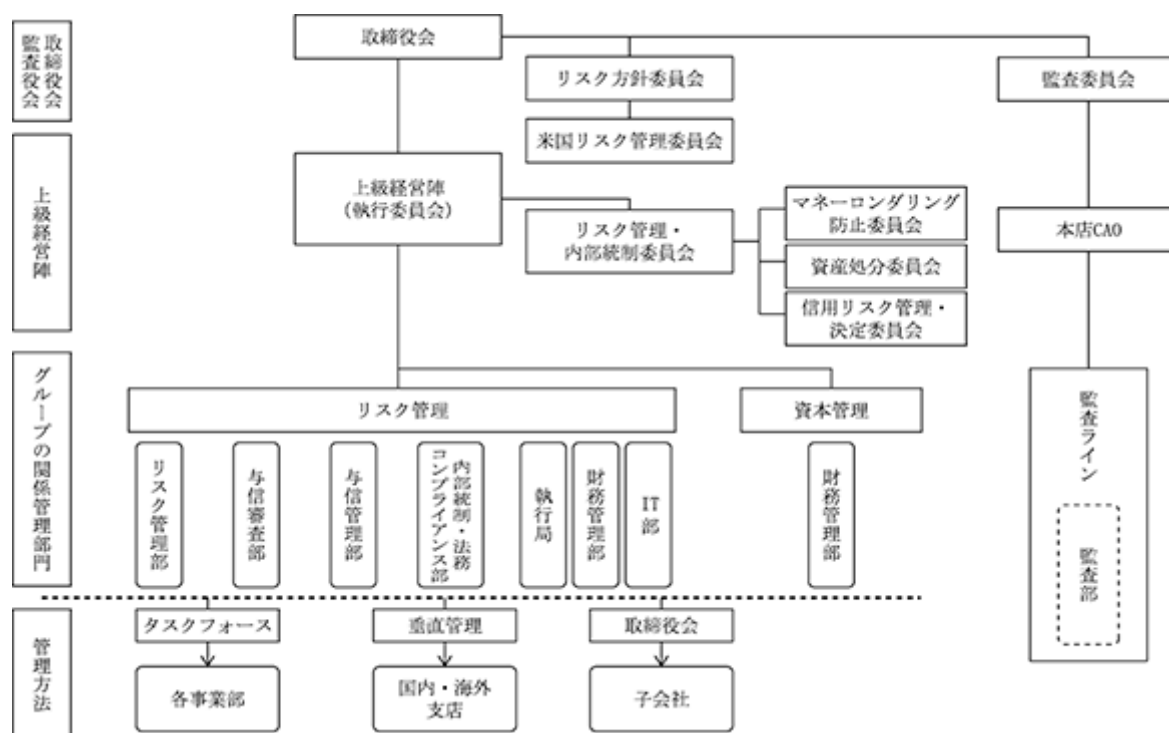 取締役会
監査役会
取締役会
リスク方針委員会
監査委員会
米国リスク管理委員会
上級経営陣
上級経営陣
(執行委員会)
リスク管理・
内部統制委員会
マネーロンダリング
防止委員会
資産処分委員会
信用リスク管理・
決定委員会
本店CAO
グループの関係管理部門
リスク管理
資本管理
リスク管理部
与信審査部
与信管理部
内部統制・法務
コンプライアンス部
執行局
財務管理部
IT部
財務管理部
監査ライン
監査部
管理方法
タスクフォース
垂直管理
取締役会
各事業部
国内・海外
支店
子会社